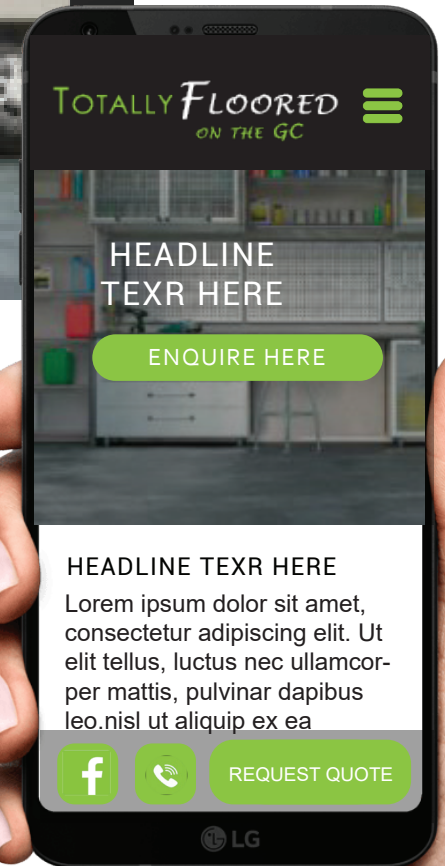 TOTALLY FLOORED
ON THE GC
HEADLINE
TEXR HERE
ENQUIRE HERE
HEADLINE TEXR HERE
Lorem ipsum dolor sit amet,
consectetur adipiscing elit. Ut
elit tellus, luctus nec ullamcor-
per mattis, pulvinar dapibus
leo.nisl ut aliquip ex ea
f
REQUEST QUOTE
LG